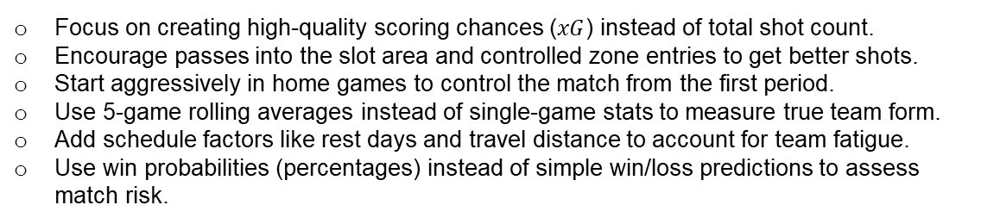 o Focus on creating high-quality scoring chances (xG) instead of total shot count.
o Encourage passes into the slot area and controlled zone entries to get better shots.
o Start aggressively in home games to control the match from the first period.
o Use 5-game rolling averages instead of single-game stats to measure true team form.
o Add schedule factors like rest days and travel distance to account for team fatigue.
o Use win probabilities (percentages) instead of simple win/loss predictions to assess
match risk.